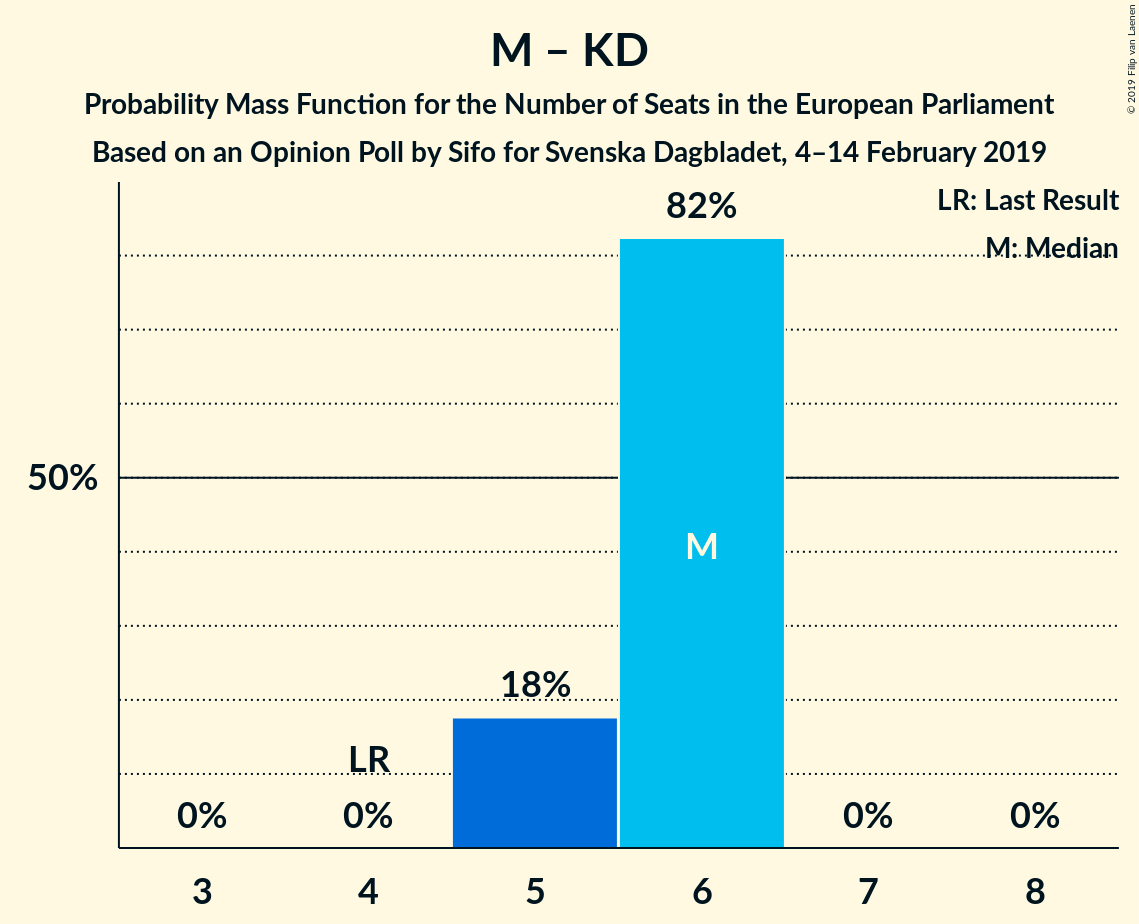 M – KD
Probability Mass Function for the Number of Seats in the European Parliament
Based on an Opinion Poll by Sifo for Svenska Dagbladet, 4–14 February 2019
© 2019 Filip van Laenen
LR: Last Result
M: Median
82%
50%
M
18%
LR
0%
0%
0%
0%
3
4
5
6
7
8